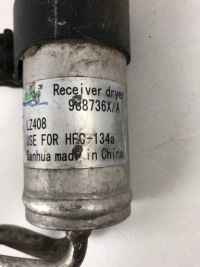 Receiver dryer
988736X/A
LZ408
USE FOR HFC-134a
Sanhua made in China